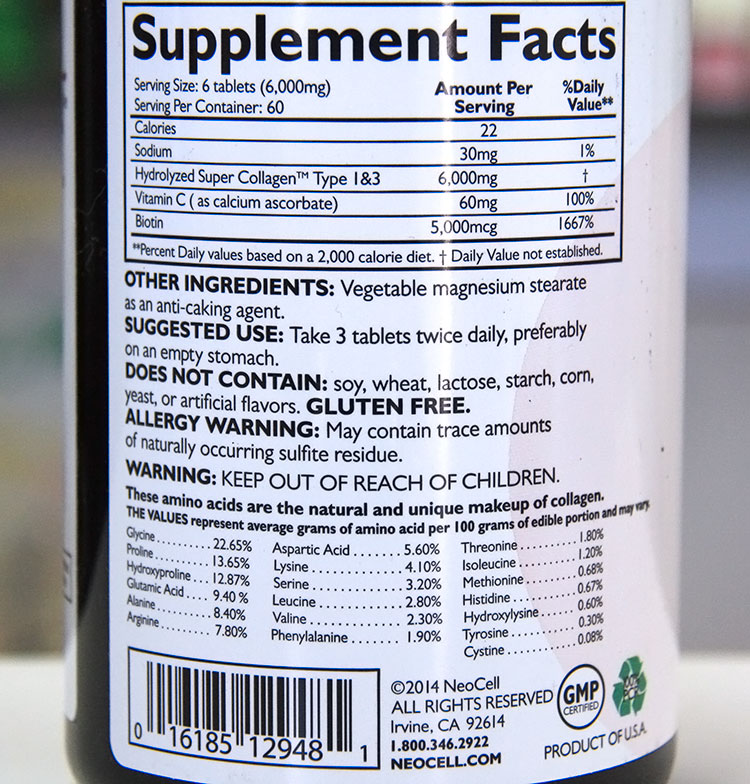 Supplement Facts
Serving Size: 6 tablets (6,000mg)
Serving Per Container: 60
Amount Per Serving
%Daily Value**
Calories 22
Sodium 30mg 1%
Hydrolyzed Super Collagen™ Type 1&3 6,000mg †
Vitamin C ( as calcium ascorbate) 60mg 100%
Biotin 5,000mcg 1667%
**Percent Daily values based on a 2,000 calorie diet. † Daily Value not established.
OTHER INGREDIENTS: Vegetable magnesium stearate
as an anti-caking agent.
SUGGESTED USE: Take 3 tablets twice daily, preferably
on an empty stomach.
DOES NOT CONTAIN: soy, wheat, lactose, starch, corn,
yeast, or artificial flavors. GLUTEN FREE.
ALLERGY WARNING: May contain trace amounts
of naturally occurring sulfite residue.
WARNING: KEEP OUT OF REACH OF CHILDREN.
These amino acids are the natural and unique makeup of collagen.
THE VALUES represent average grams of amino acid per 100 grams of edible portion and may vary.
Glycine.......... 22.65%
Proline.......... 13.65%
Hydroxyproline... 12.87%
Glutamic Acid .... 9.40 %
Alanine.......... 8.40%
Arginine......... 7.80%
Aspartic Acid ....... 5.60%
Lysine............. 4.10%
Serine............. 3.20%
Leucine............ 2.80%
Valine............. 2.30%
Phenylalanine....... 1.90%
Threonine.......... 1.80%
Isoleucine.......... 1.20%
Methionine......... 0.68%
Histidine........... 0.67%
Hydroxylysine...... 0.60%
Tyrosine........... 0.30%
Cystine............ 0.08%
0 16185 12948 1
©2014 NeoCell
ALL RIGHTS RESERVED
Irvine, CA 92614
1.800.346.2922
NEOCELL.COM
GMP
CERTIFIED
PRODUCT OF U.S.A.